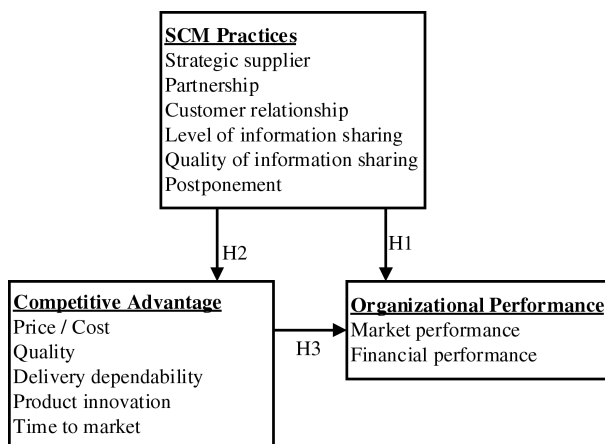 SCM Practices
Strategic supplier
Partnership
Customer relationship
Level of information sharing
Quality of information sharing
Postponement
H2
H1
Competitive Advantage
Price / Cost
Quality
Delivery dependability
Product innovation
Time to market
H3
Organizational Performance
Market performance
Financial performance